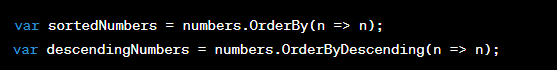 var sortedNumbers = numbers.OrderBy(n => n);
var descendingNumbers = numbers.OrderByDescending(n => n);